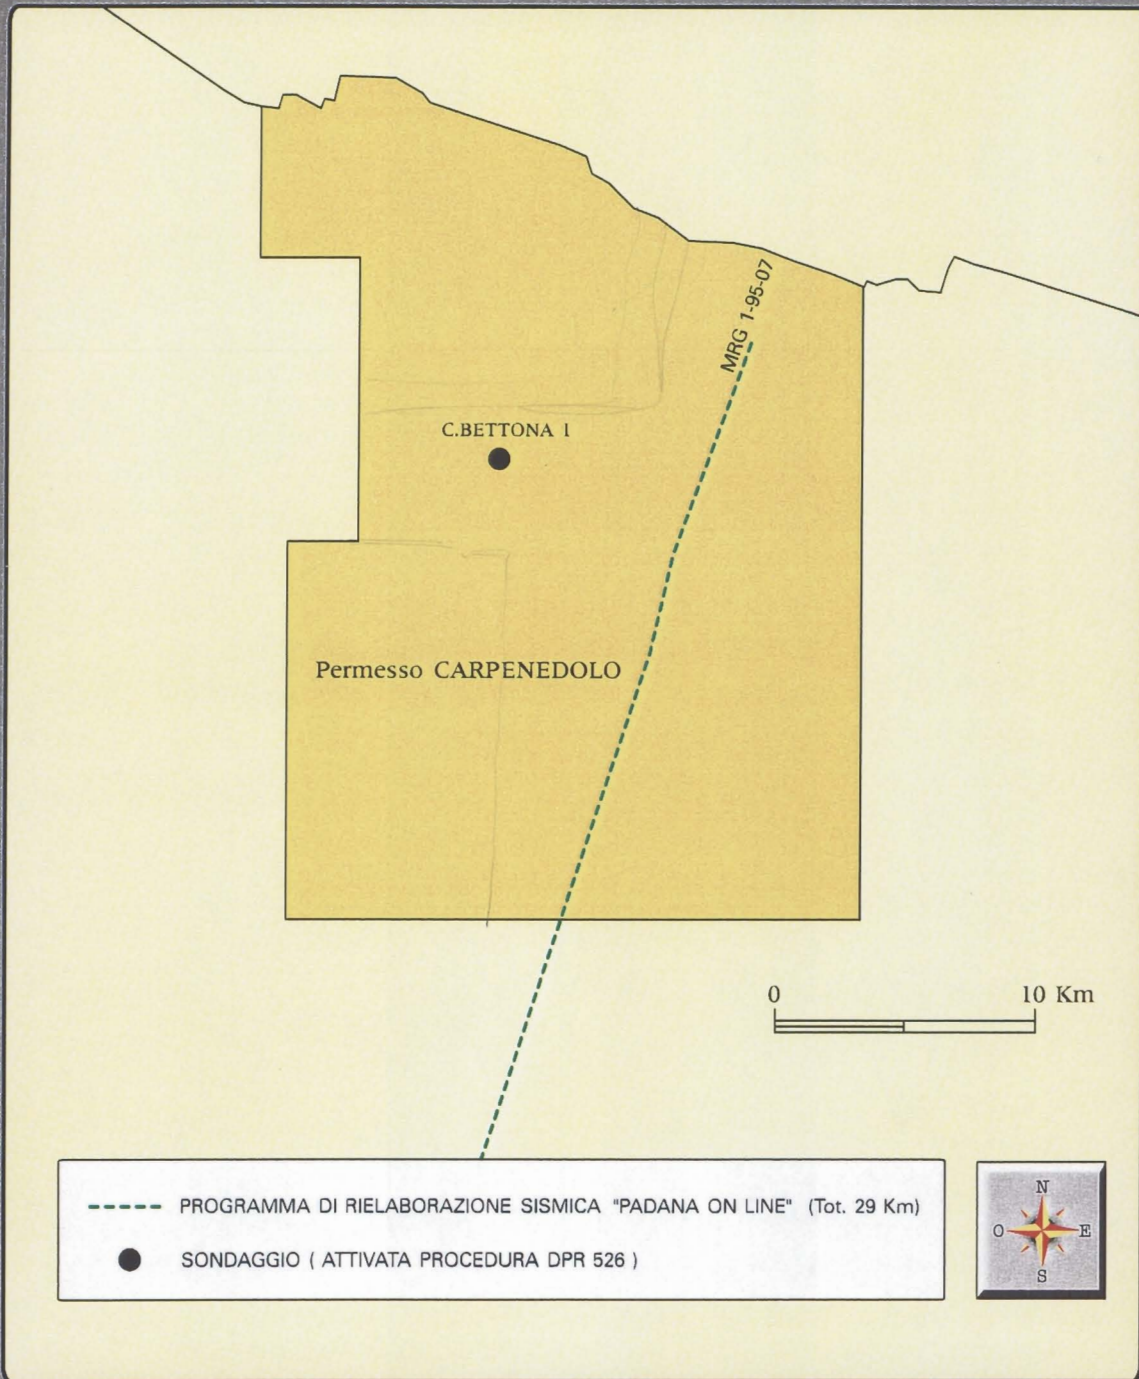 MRG 1-95-07
C.BETTONA 1
Permesso CARPENEDOLO
0 10 Km
PROGRAMMA DI RIELABORAZIONE SISMICA "PADANA ON LINE" (Tot. 29 Km)
SONDAGGIO ( ATTIVATA PROCEDURA DPR 526 )
N
O E
S